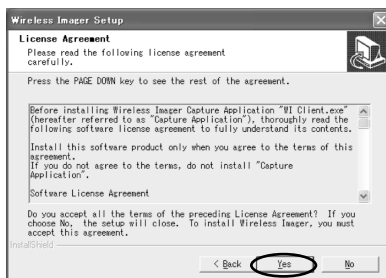 Wireless Imager Setup
License Agreement
Please read the following license agreement
carefully.
Press the PAGE DOWN key to see the rest of the agreement.
Before installing Wireless Imager Capture Application "WI Client.exe"
(hereafter referred to as "Capture Application"), thoroughly read the
following software license agreement to fully understand its contents.
Install this software product only when you agree to the terms of this
agreement.
If you do not agree to the terms, do not install "Capture
Application".
Software License Agreement
Do you accept all the terms of the preceding License Agreement?  If you
choose No,  the setup will close.  To install Wireless Imager, you must
accept this agreement.
InstallShield
< Back
Yes
No